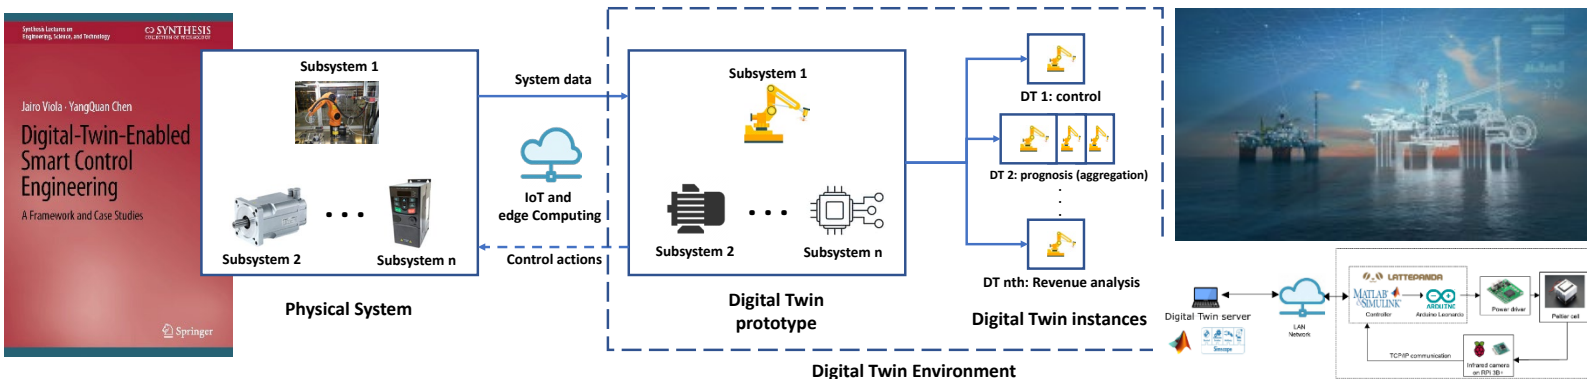 Synthesis Lectures on
Engineering, Science, and Technology
SYNTHESIS
COLLECTION OF TECHNOLOGY
Jairo Viola · YangQuan Chen
Digital-Twin-Enabled
Smart Control
Engineering
A Framework and Case Studies
Springer
Subsystem 1
Subsystem 2
Subsystem n
Physical System
System data
IoT and
edge Computing
Control actions
Subsystem 1
Subsystem 2
Subsystem n
Digital Twin
prototype
DT 1: control
DT 2: prognosis (aggregation)
DT nth: Revenue analysis
Digital Twin instances
Digital Twin Environment
Digital Twin server
Simscape
LAN
Network
LATTEPANDA
MATLAB
&SIMULINK
Controller
ARDUINO
Arduino Leonardo
Power driver
Peltier cell
TCP/IP communication
Infrared camera
on RPI 3B+